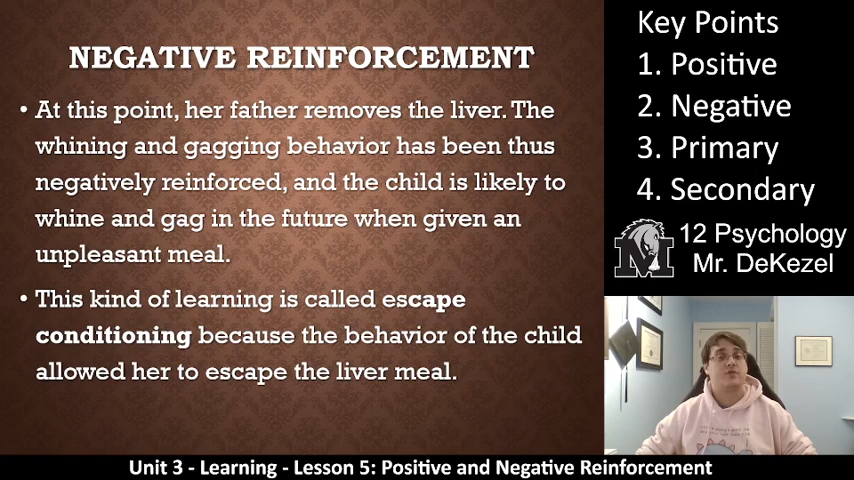 NEGATIVE REINFORCEMENT
• At this point, her father removes the liver. The
whining and gagging behavior has been thus
negatively reinforced, and the child is likely to
whine and gag in the future when given an
unpleasant meal.
• This kind of learning is called escape
conditioning because the behavior of the child
allowed her to escape the liver meal.
Key Points
1. Positive
2. Negative
3. Primary
4. Secondary
M
12 Psychology
Mr. DeKezel
Unit 3 - Learning - Lesson 5: Positive and Negative Reinforcement